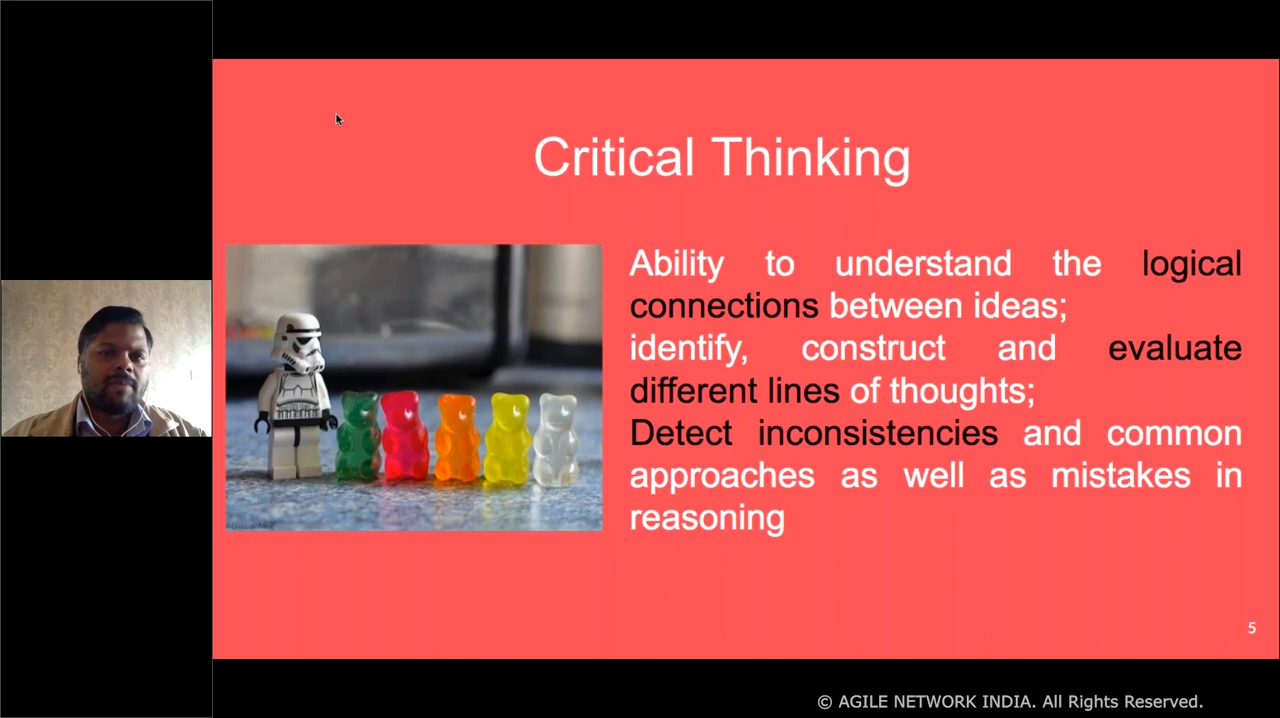 Critical Thinking
Ability to understand the logical
connections between ideas;
identify, construct and evaluate
different lines of thoughts;
Detect inconsistencies and common
approaches as well as mistakes in
reasoning
5
© AGILE NETWORK INDIA. All Rights Reserved.